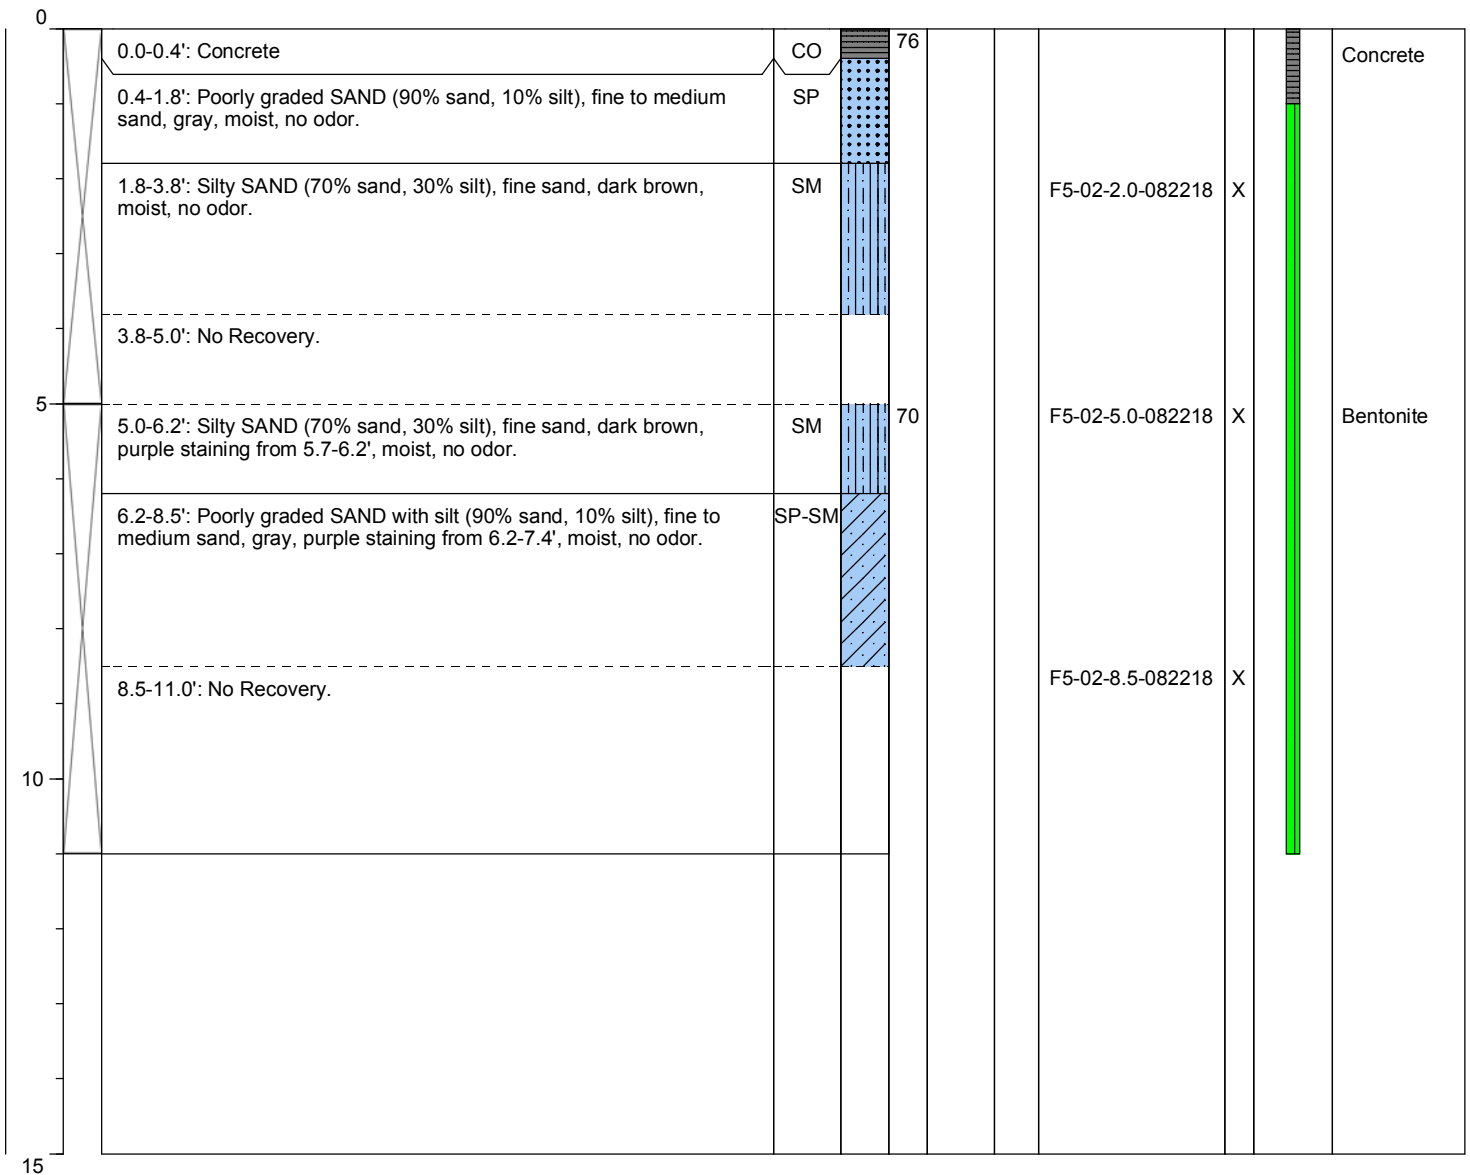 0
0.0-0.4': Concrete
CO
76
Concrete
0.4-1.8': Poorly graded SAND (90% sand, 10% silt), fine to medium
sand, gray, moist, no odor.
SP
1.8-3.8': Silty SAND (70% sand, 30% silt), fine sand, dark brown,
moist, no odor.
SM
F5-02-2.0-082218
X
3.8-5.0': No Recovery.
5
5.0-6.2': Silty SAND (70% sand, 30% silt), fine sand, dark brown,
purple staining from 5.7-6.2', moist, no odor.
SM
70
F5-02-5.0-082218
X
Bentonite
6.2-8.5': Poorly graded SAND with silt (90% sand, 10% silt), fine to
medium sand, gray, purple staining from 6.2-7.4', moist, no odor.
SP-SM
8.5-11.0': No Recovery.
F5-02-8.5-082218
X
10
15